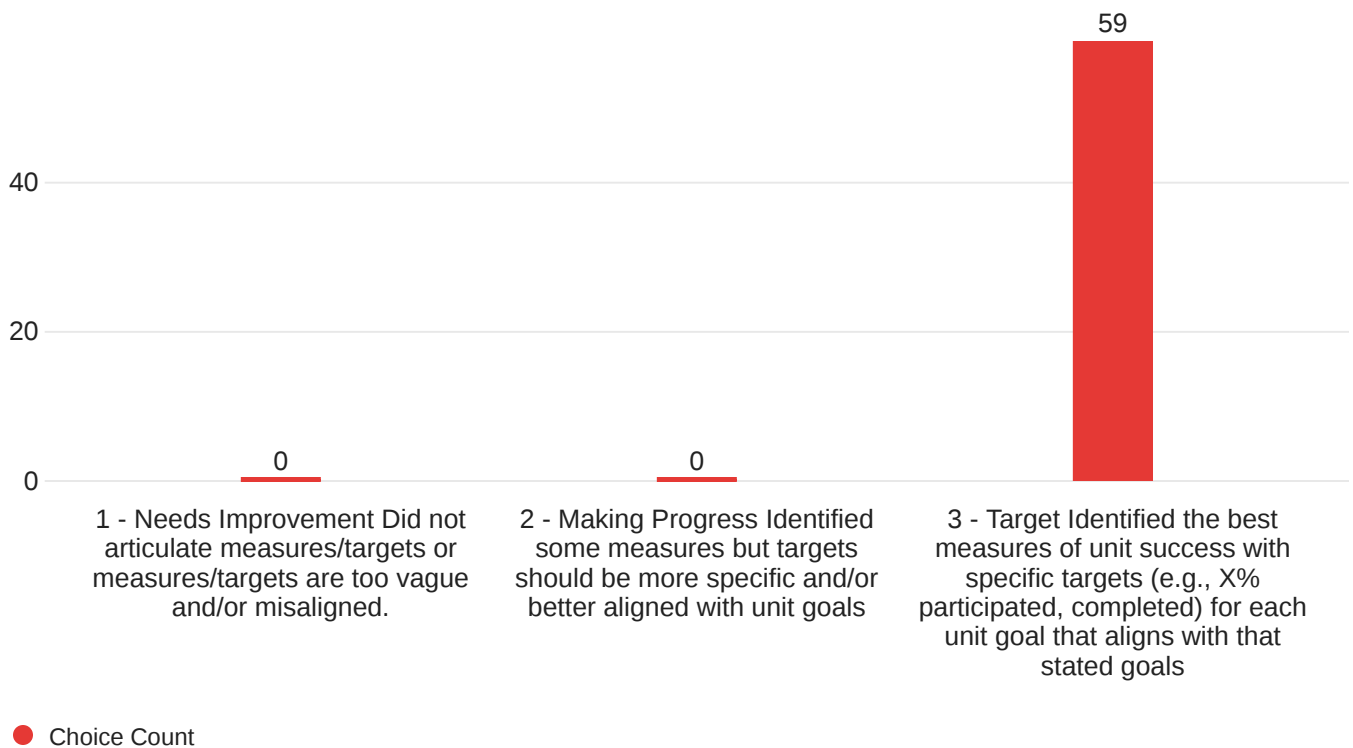 59
40
20
0
0
0
1 - Needs Improvement Did not
articulate measures/targets or
measures/targets are too vague
and/or misaligned.
2 - Making Progress Identified
some measures but targets
should be more specific and/or
better aligned with unit goals
3 - Target Identified the best
measures of unit success with
specific targets (e.g., X%
participated, completed) for each
unit goal that aligns with that
stated goals
Choice Count